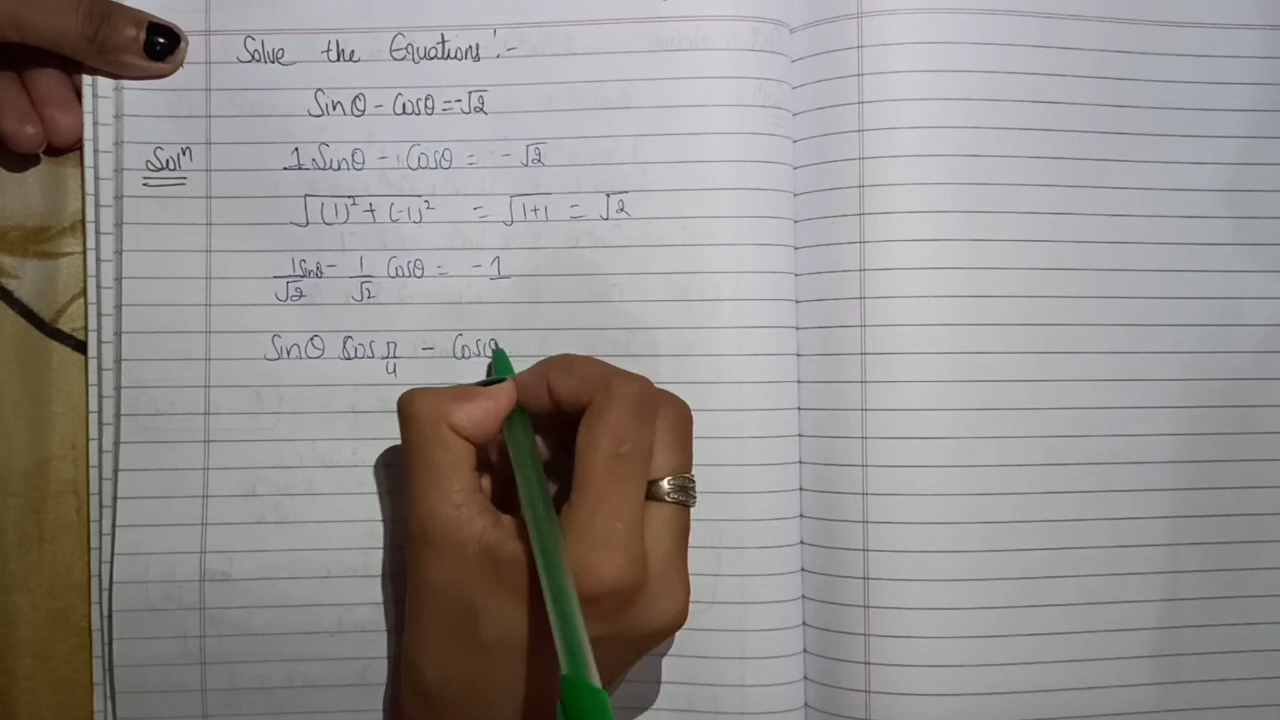 Solve the Equations :-
Sinθ - Cosθ = -√2
Solⁿ 1 Sinθ - 1 Cosθ = - √2
√(1)² + (-1)² = √1+1 = √2
1/√2 Sinθ - 1/√2 Cosθ = - 1
Sinθ Cos π/4 - Cosθ